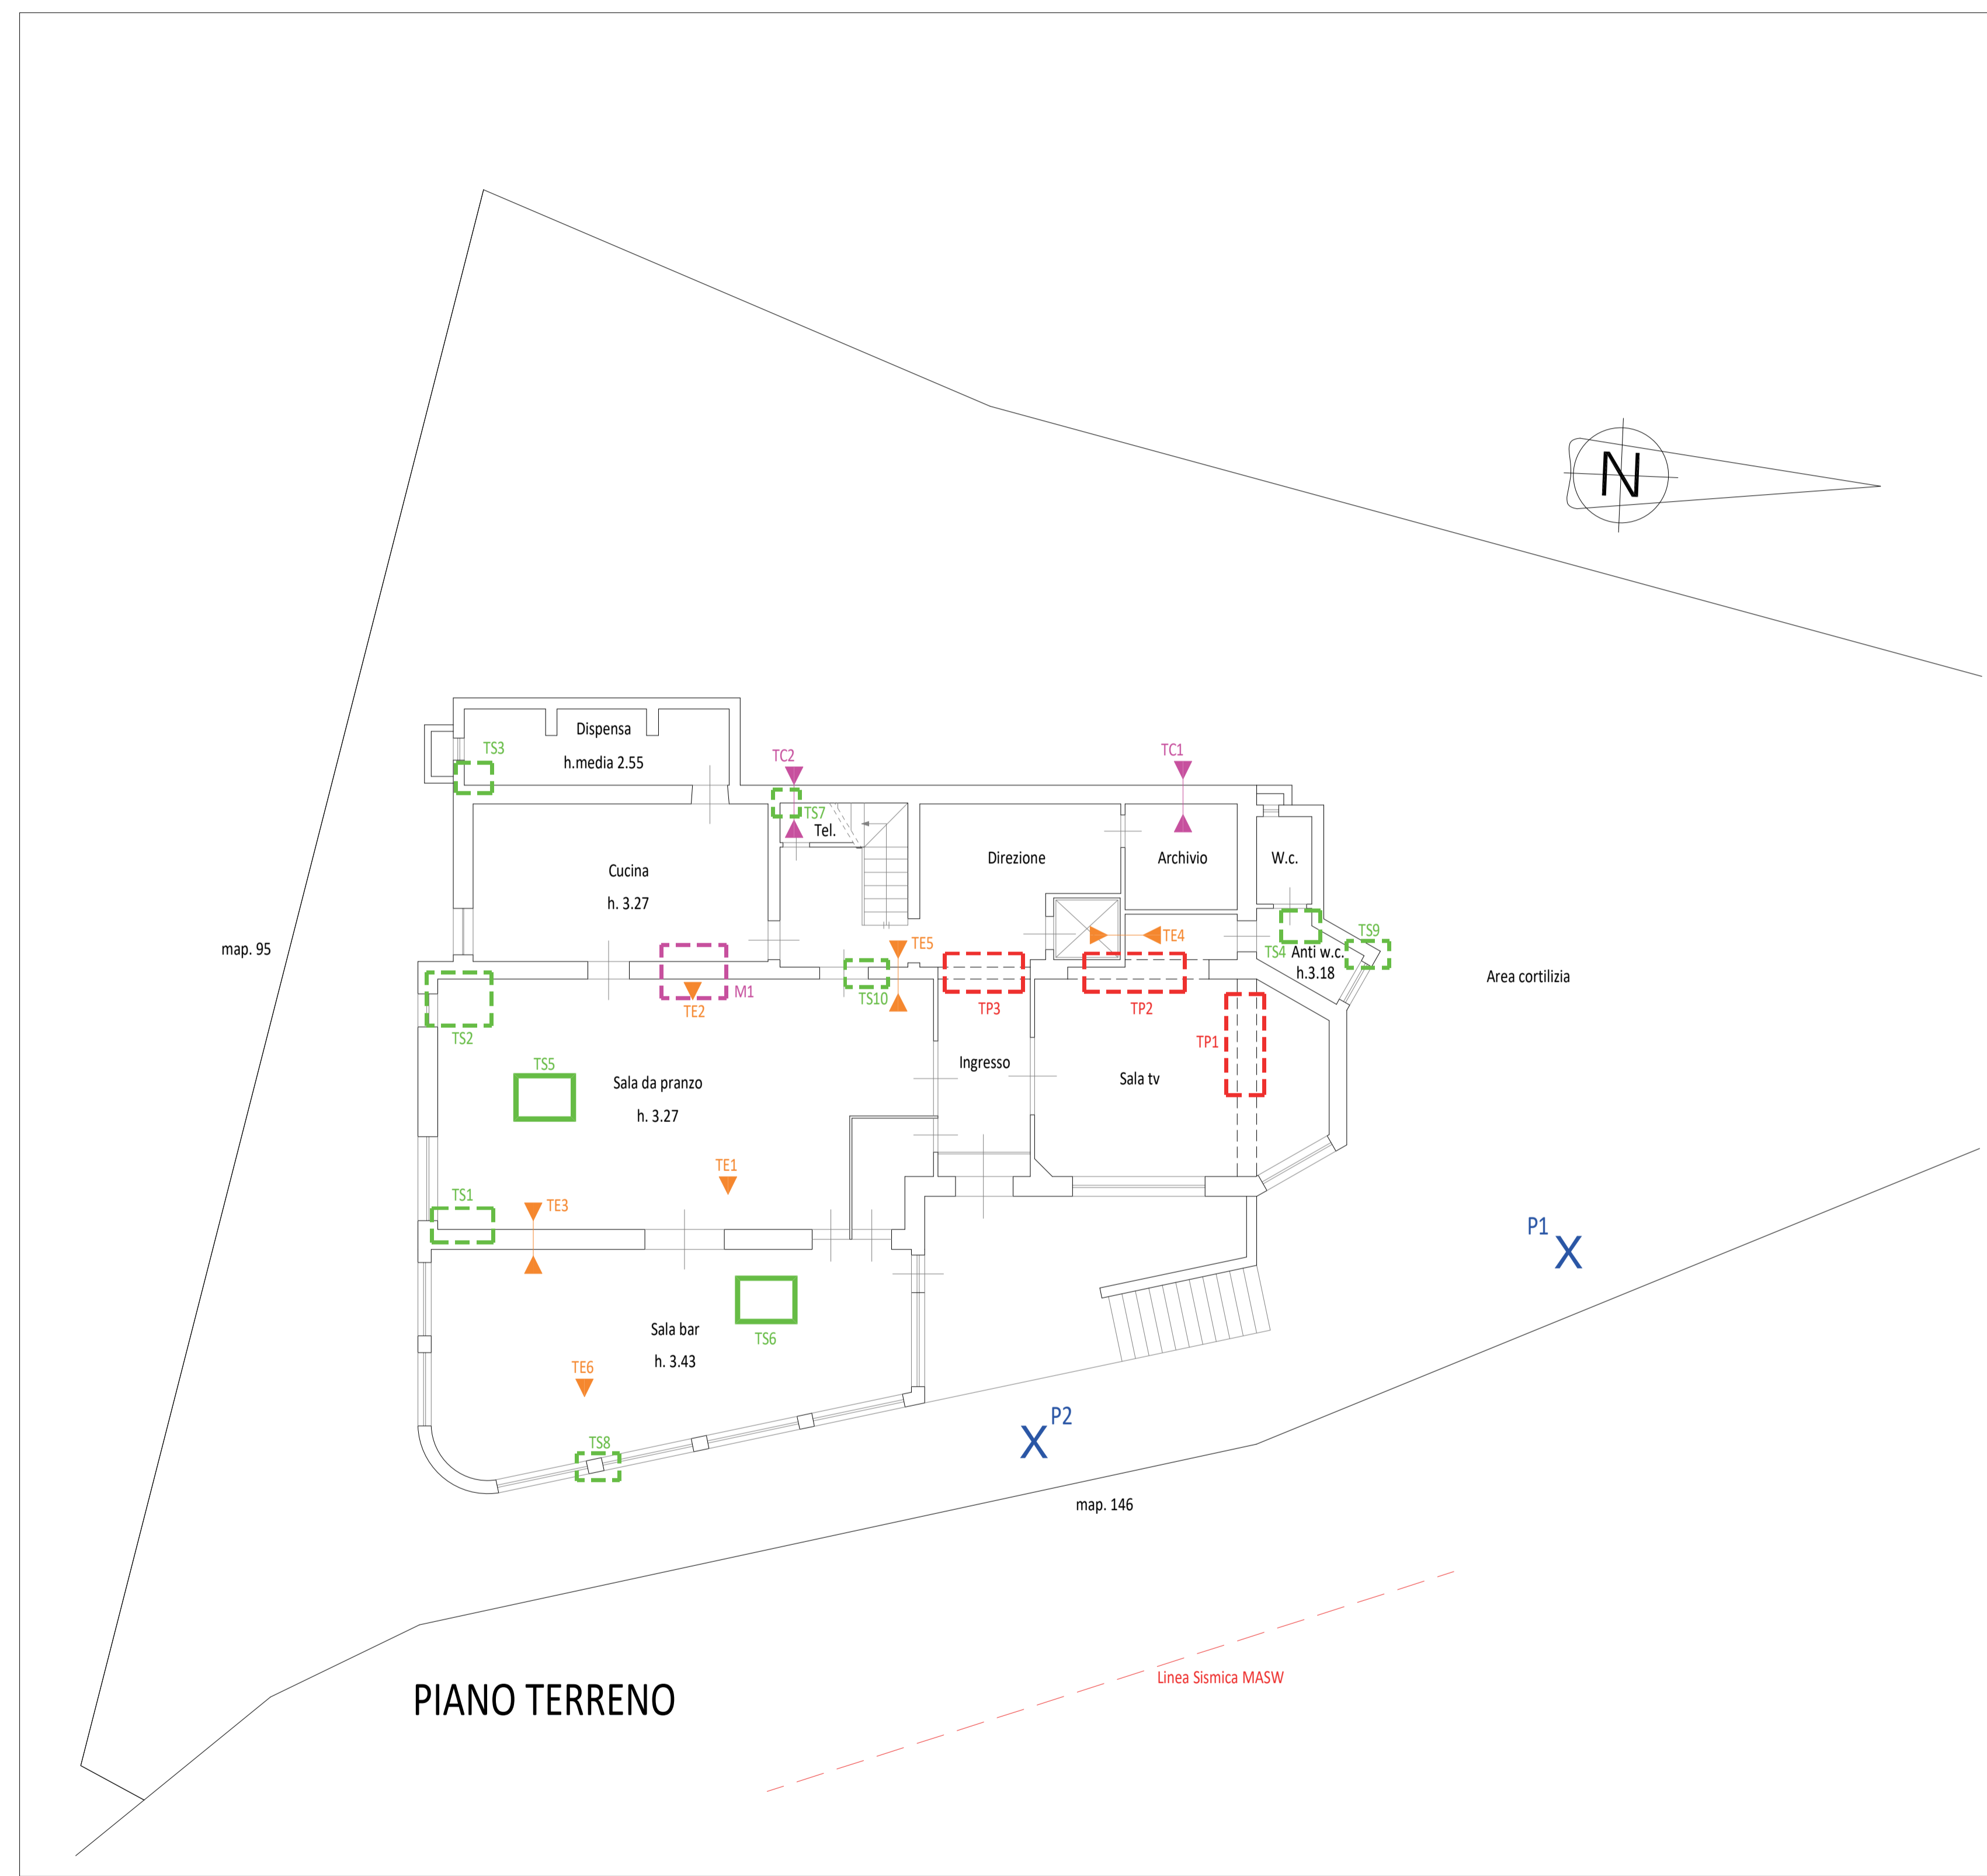 N
Dispensa
h.media 2.55
TS3
TC2
TC1
TS7
Tel.
Cucina
h. 3.27
Direzione
Archivio
W.c.
TS9
TE5
TE4
TS4
Anti w.c.
h.3.18
map. 95
Area cortilizia
M1
TS10
TE2
TP3
TP2
TS2
TP1
TS5
Ingresso
Sala tv
Sala da pranzo
h. 3.27
TE1
TS1
TE3
P1
X
Sala bar
h. 3.43
TS6
TE6
P2
X
TS8
map. 146
Linea Sismica MASW
PIANO TERRENO